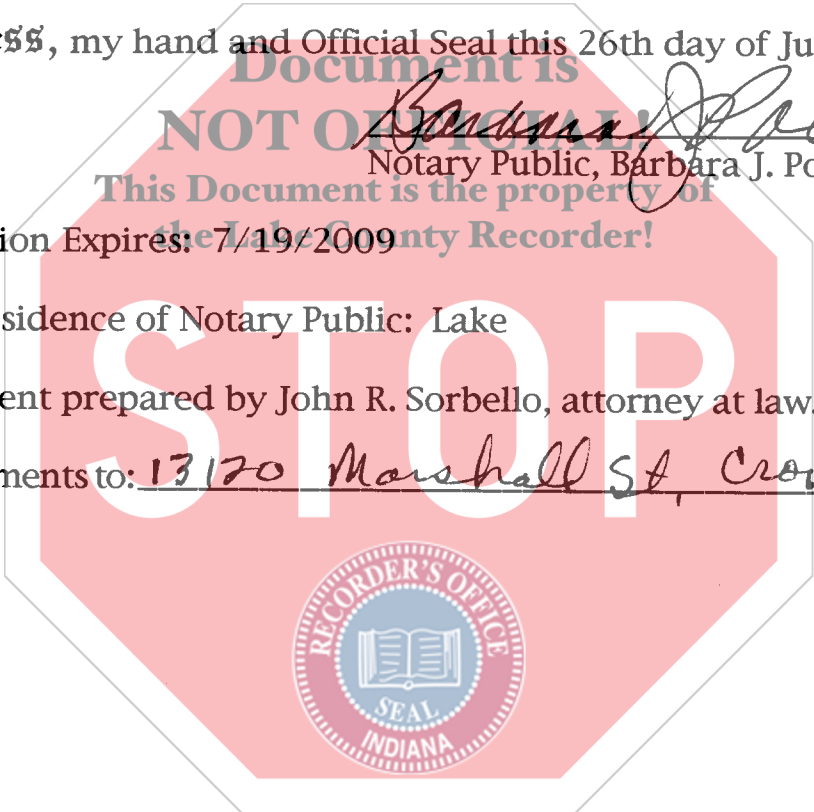 ess, my hand and Official Seal this 26th day of Ju
Document is
NOT OFFICIAL!
Notary Public, Barbara J. Po
This Document is the property of
the Lake County Recorder!
ion Expires: 7/19/2009
sidence of Notary Public: Lake
STOP
ent prepared by John R. Sorbello, attorney at law.
ments to: 13120 Marshall St, Crow
RECORDER'S OFFICE
SEAL
INDIANA